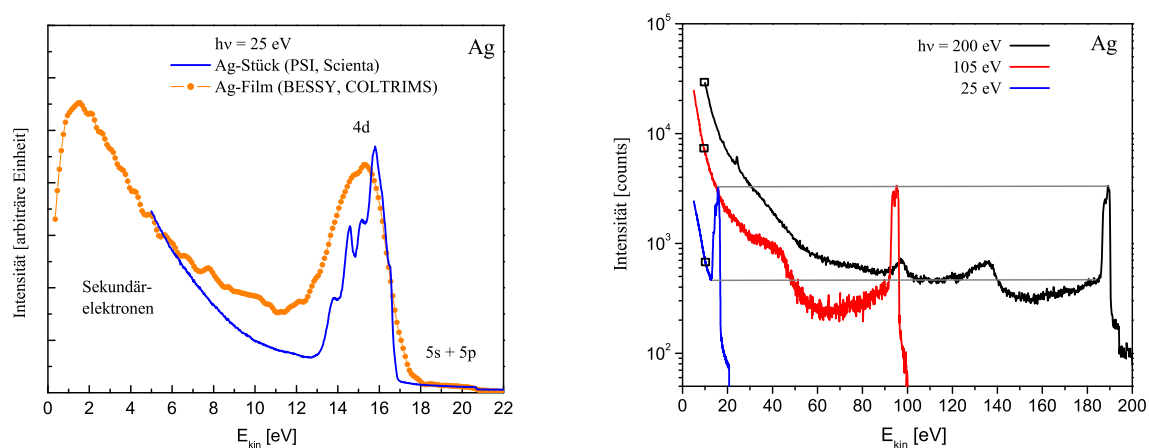 Ag
hν = 25 eV
Ag-Stück (PSI, Scienta)
Ag-Film (BESSY, COLTRIMS)
4d
Sekundär-
elektronen
5s + 5p
Intensität [arbiträre Einheit]
0 2 4 6 8 10 12 14 16 18 20 22
E_kin [eV]
Ag
hν = 200 eV
105 eV
25 eV
Intensität [counts]
10^5
10^4
10^3
10^2
0 20 40 60 80 100 120 140 160 180 200
E_kin [eV]